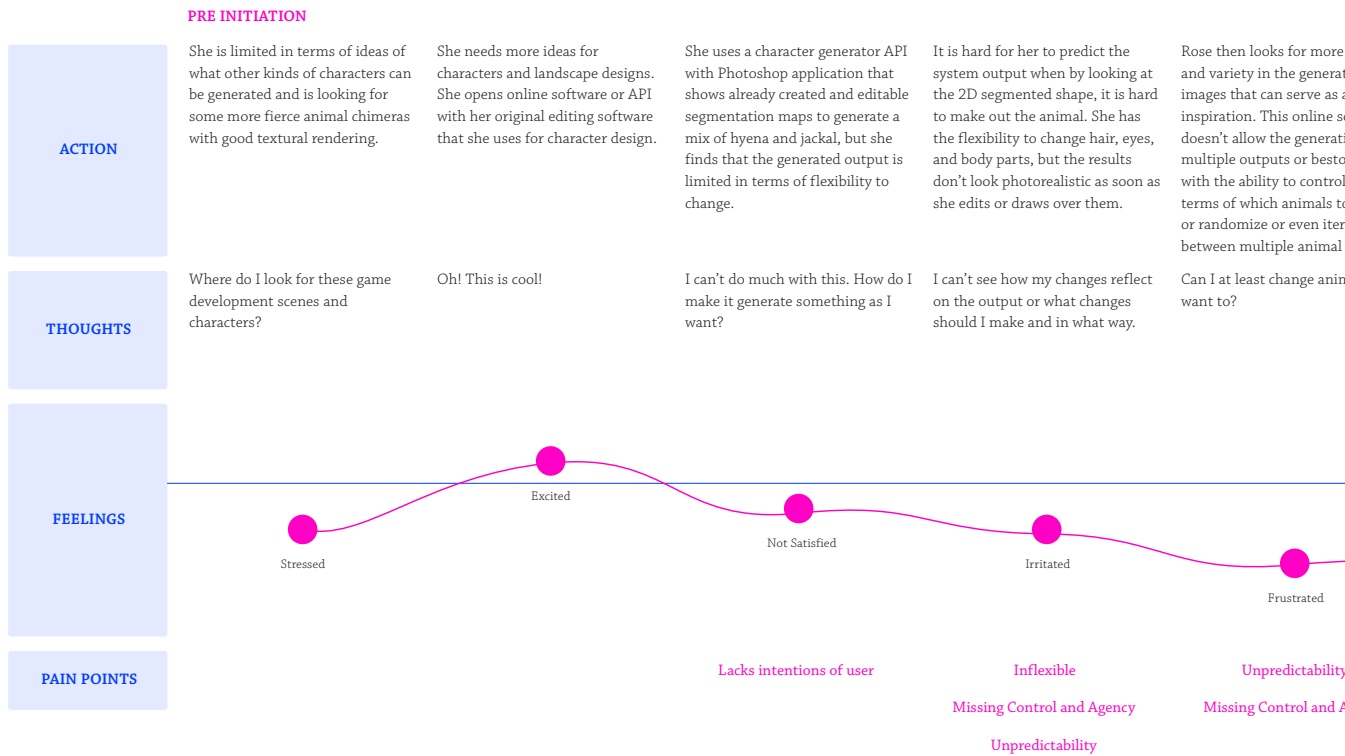 PRE INITIATION
ACTION
She is limited in terms of ideas of
what other kinds of characters can
be generated and is looking for
some more fierce animal chimeras
with good textural rendering.
She needs more ideas for
characters and landscape designs.
She opens online software or API
with her original editing software
that she uses for character design.
She uses a character generator API
with Photoshop application that
shows already created and editable
segmentation maps to generate a
mix of hyena and jackal, but she
finds that the generated output is
limited in terms of flexibility to
change.
It is hard for her to predict the
system output when by looking at
the 2D segmented shape, it is hard
to make out the animal. She has
the flexibility to change hair, eyes,
and body parts, but the results
don't look photorealistic as soon as
she edits or draws over them.
Rose then looks for more
and variety in the
images that can serve as
inspiration. This online
doesn't allow the
multiple outputs or
with the ability to control
terms of which animals
or randomize or even
between multiple animal
THOUGHTS
Where do I look for these game
development scenes and
characters?
Oh! This is cool!
I can't do much with this. How do I
make it generate something as I
want?
I can't see how my changes reflect
on the output or what changes
should I make and in what way.
Can I at least change
want to?
FEELINGS
Stressed
Excited
Not Satisfied
Irritated
Frustrated
PAIN POINTS
Lacks intentions of user
Inflexible
Missing Control and Agency
Unpredictability
Unpredictability
Missing Control and